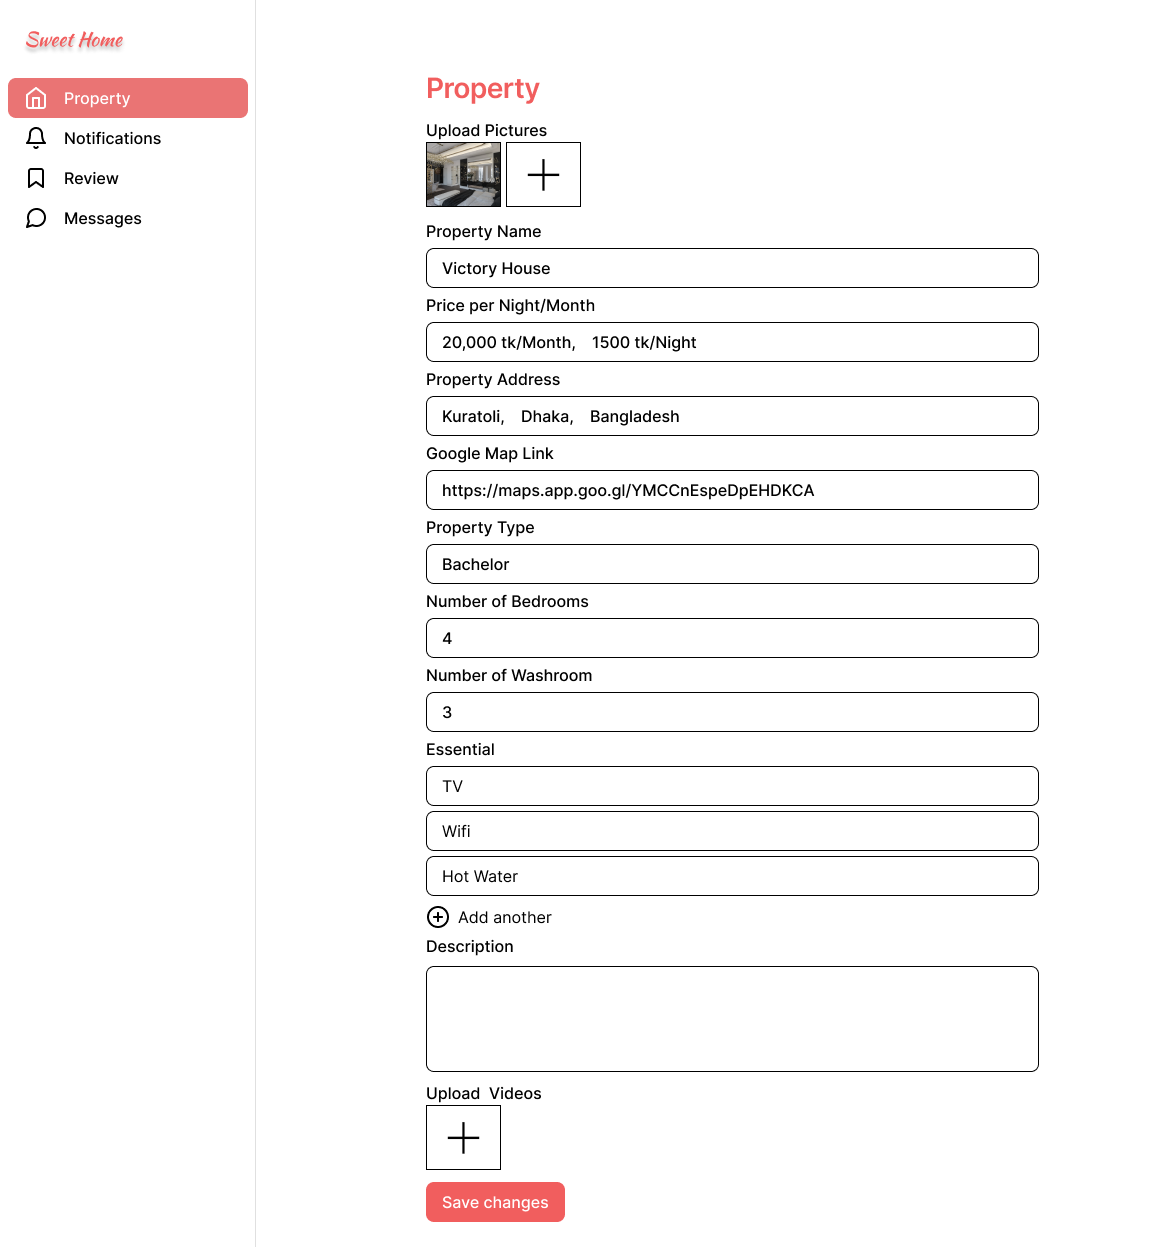 Sweet Home
Property
Notifications
Review
Messages
Property
Upload Pictures
Property Name
Victory House
Price per Night/Month
20,000 tk/Month, 1500 tk/Night
Property Address
Kuratoli, Dhaka, Bangladesh
Google Map Link
https://maps.app.goo.gl/YMCCnEspeDpEHDKCA
Property Type
Bachelor
Number of Bedrooms
4
Number of Washroom
3
Essential
TV
Wifi
Hot Water
Add another
Description
Upload Videos
Save changes